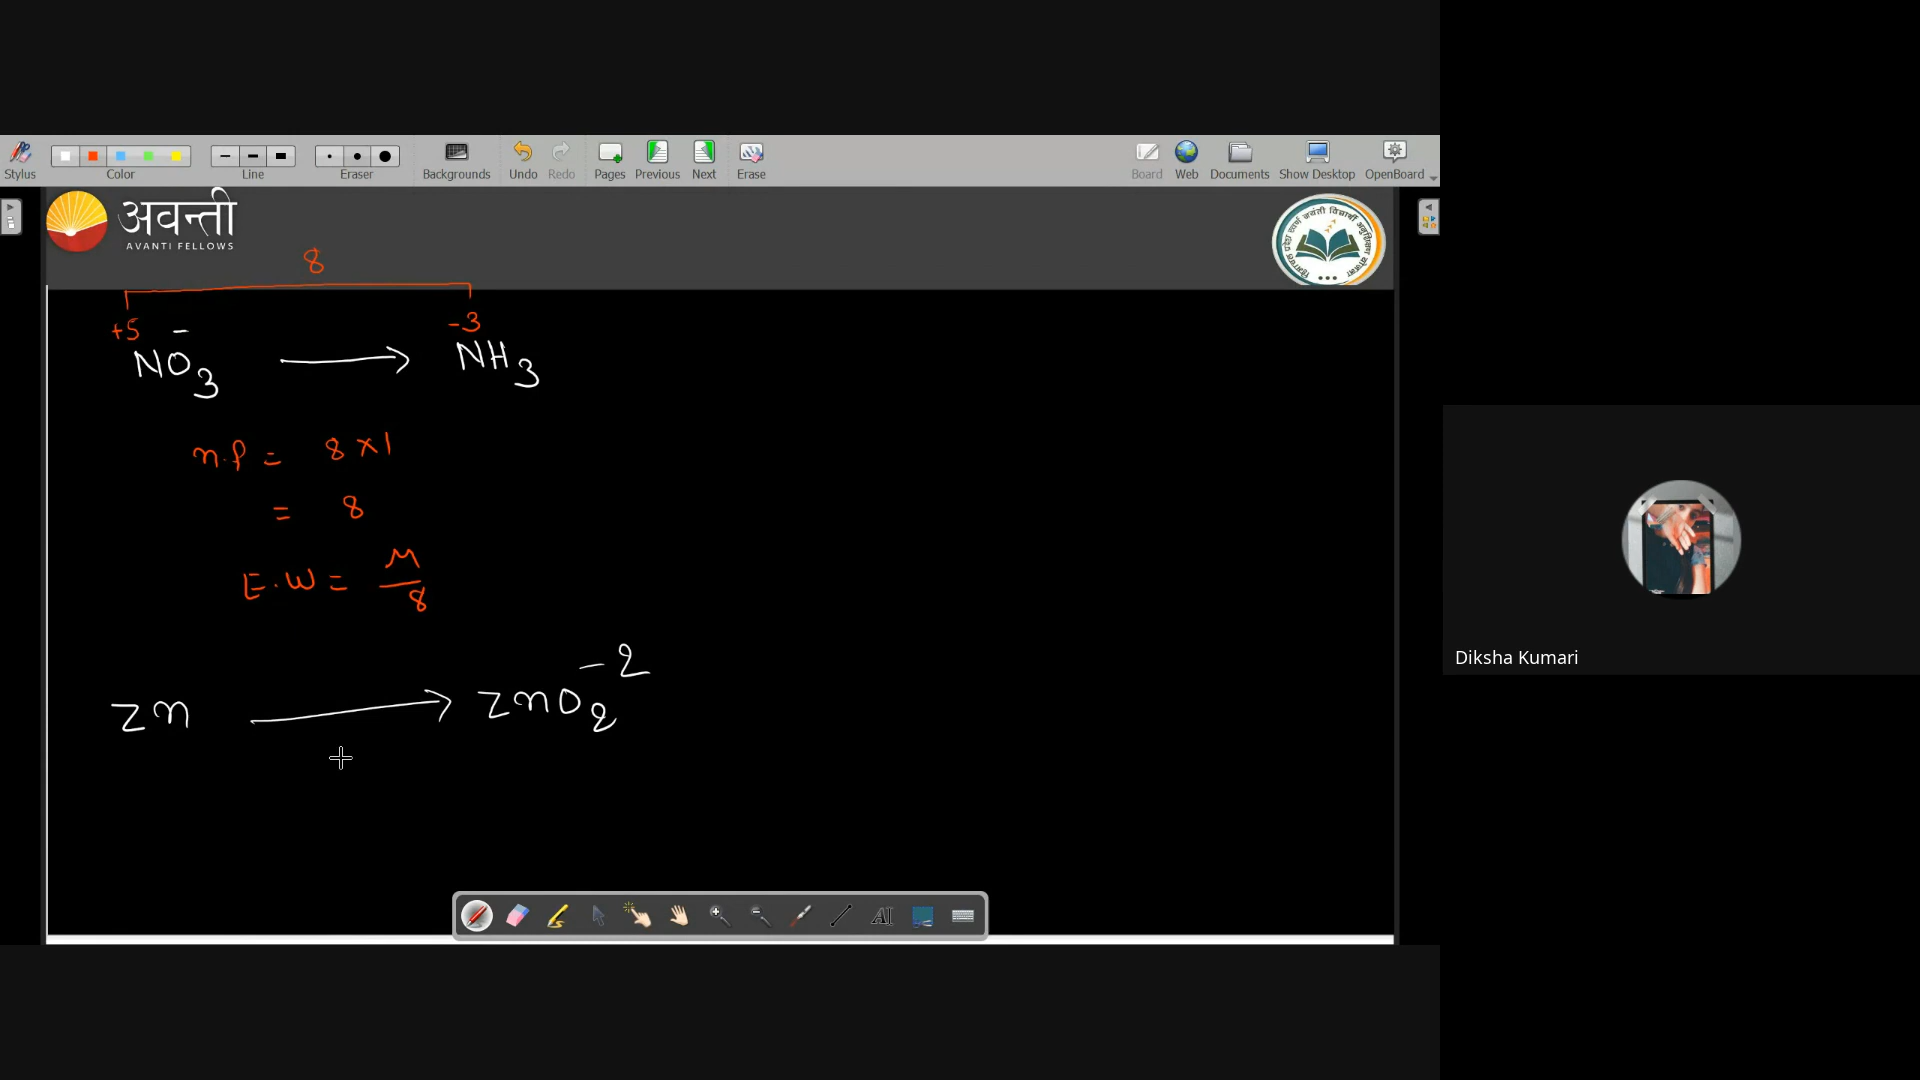 Stylus Color Line Eraser Backgrounds Undo Redo Pages Previous Next Erase Board Web Documents Show Desktop OpenBoard
अवन्ती
AVANTI FELLOWS
8
+5 -3
NO₃⁻ ⟶ NH₃
n.f = 8 × 1
= 8
E.W = M/8
Zn ⟶ ZnO₂⁻²
Diksha Kumari